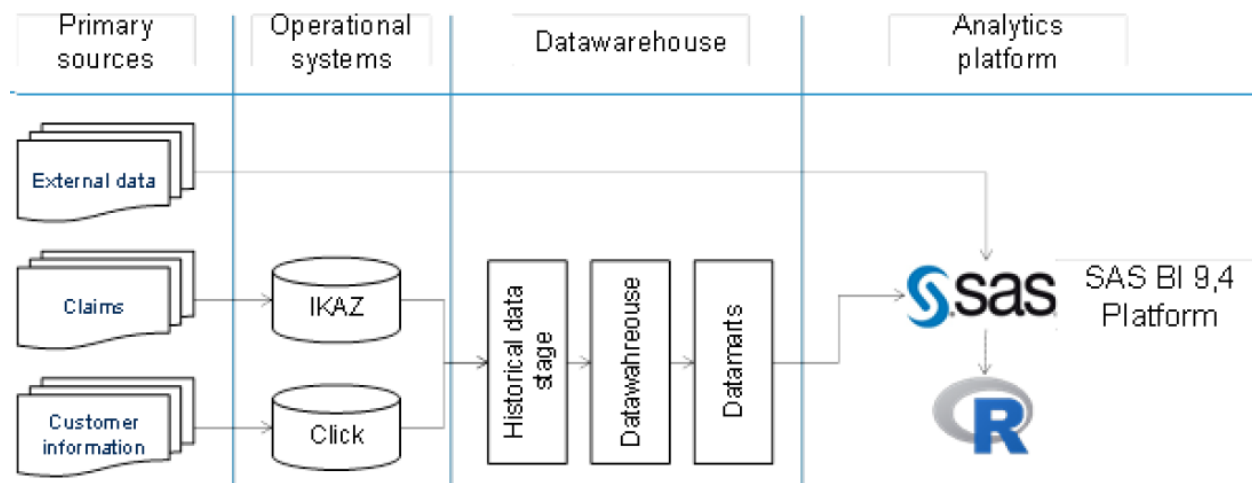 Primary
sources
Operational
systems
Datawarehouse
Analytics
platform
External data
Claims
Customer
information
IKAZ
Click
Historical data
stage
Datawahreouse
Datamarts
sas
SAS BI 9,4
Platform
R